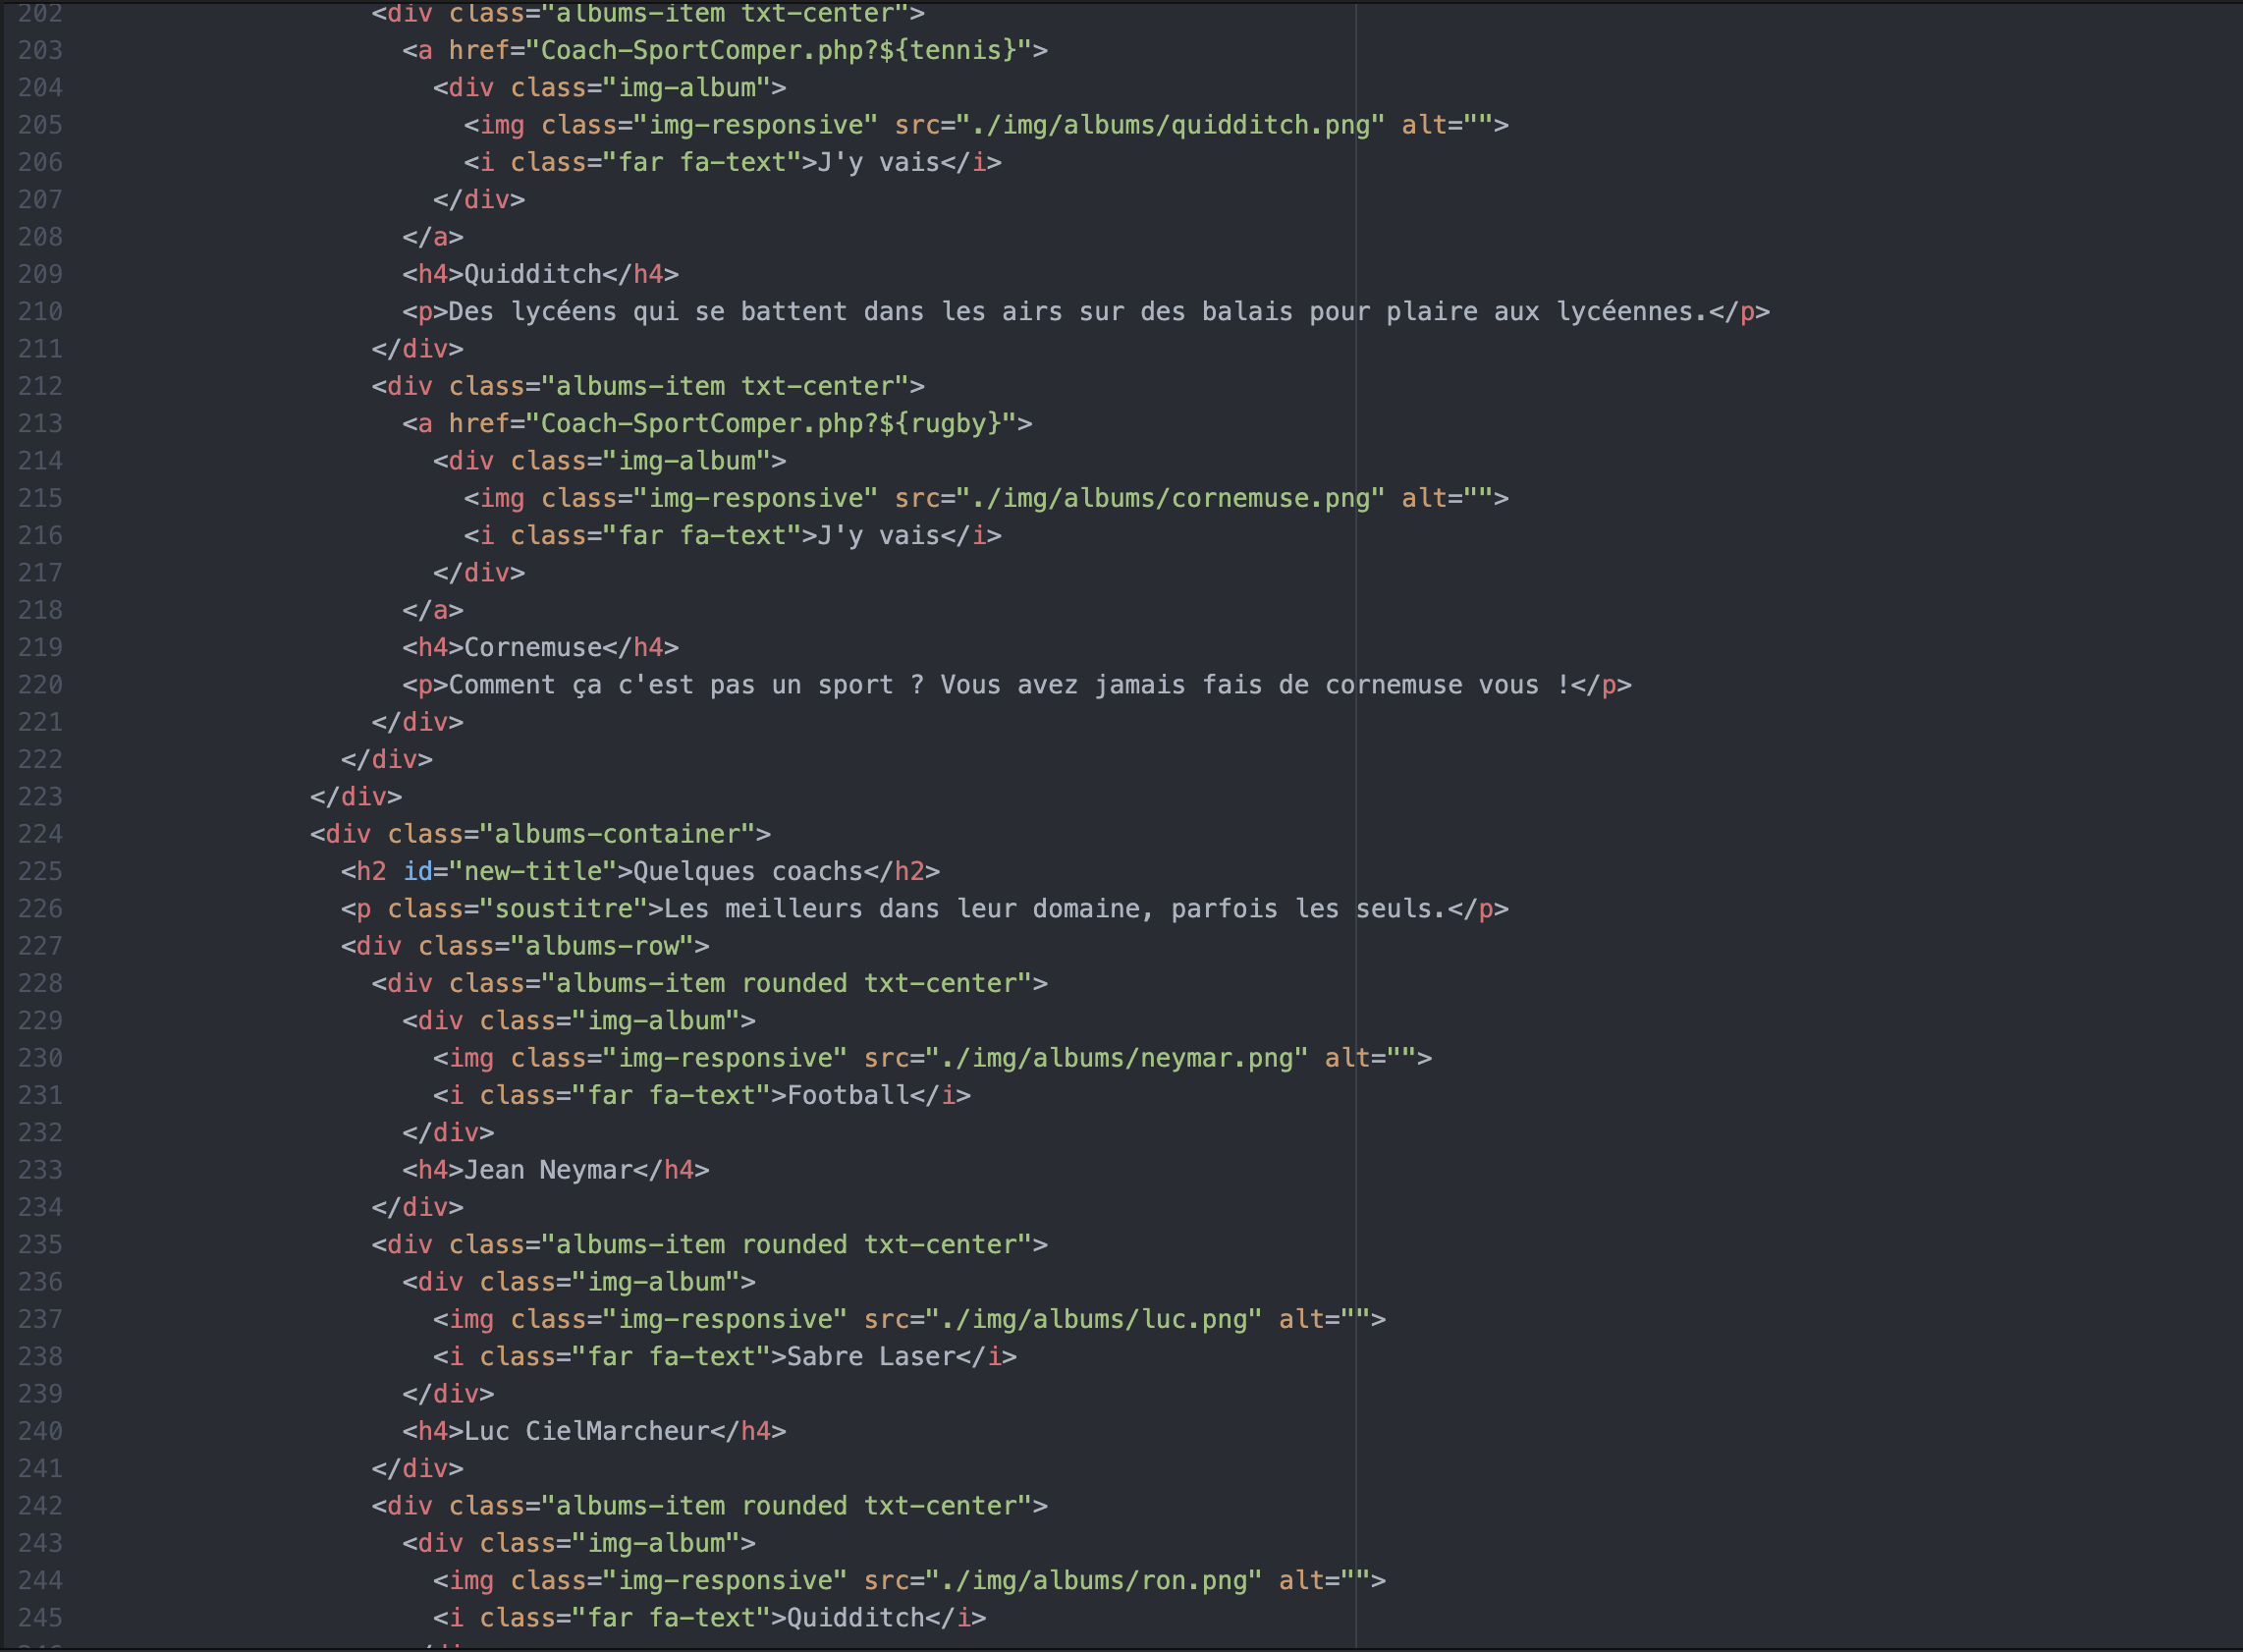 202 <div class="albums-item txt-center">
203 <a href="Coach-SportComper.php?${tennis}">
204 <div class="img-album">
205 <img class="img-responsive" src="./img/albums/quidditch.png" alt="">
206 <i class="far fa-text">J'y vais</i>
207 </div>
208 </a>
209 <h4>Quidditch</h4>
210 <p>Des lycéens qui se battent dans les airs sur des balais pour plaire aux lycéennes.</p>
211 </div>
212 <div class="albums-item txt-center">
213 <a href="Coach-SportComper.php?${rugby}">
214 <div class="img-album">
215 <img class="img-responsive" src="./img/albums/cornemuse.png" alt="">
216 <i class="far fa-text">J'y vais</i>
217 </div>
218 </a>
219 <h4>Cornemuse</h4>
220 <p>Comment ça c'est pas un sport ? Vous avez jamais fais de cornemuse vous !</p>
221 </div>
222 </div>
223 </div>
224 <div class="albums-container">
225 <h2 id="new-title">Quelques coachs</h2>
226 <p class="soustitre">Les meilleurs dans leur domaine, parfois les seuls.</p>
227 <div class="albums-row">
228 <div class="albums-item rounded txt-center">
229 <div class="img-album">
230 <img class="img-responsive" src="./img/albums/neymar.png" alt="">
231 <i class="far fa-text">Football</i>
232 </div>
233 <h4>Jean Neymar</h4>
234 </div>
235 <div class="albums-item rounded txt-center">
236 <div class="img-album">
237 <img class="img-responsive" src="./img/albums/luc.png" alt="">
238 <i class="far fa-text">Sabre Laser</i>
239 </div>
240 <h4>Luc CielMarcheur</h4>
241 </div>
242 <div class="albums-item rounded txt-center">
243 <div class="img-album">
244 <img class="img-responsive" src="./img/albums/ron.png" alt="">
245 <i class="far fa-text">Quidditch</i>